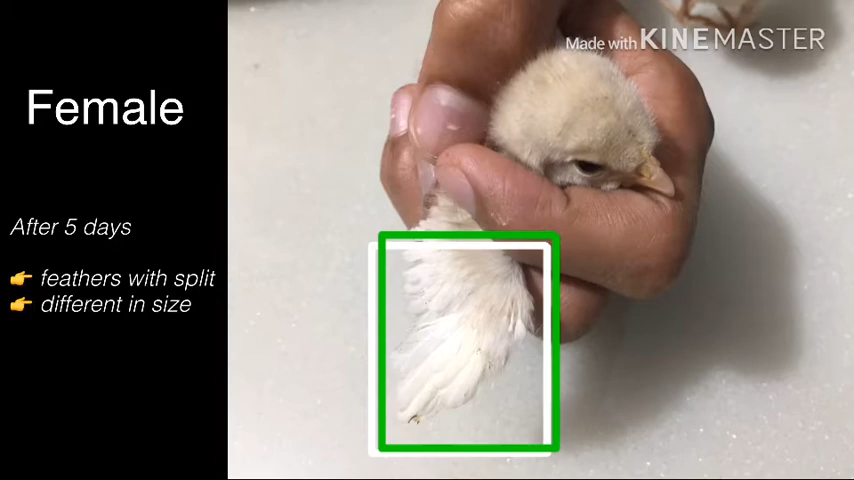 Made with KINEMASTER
Female
After 5 days
👉 feathers with split
👉 different in size